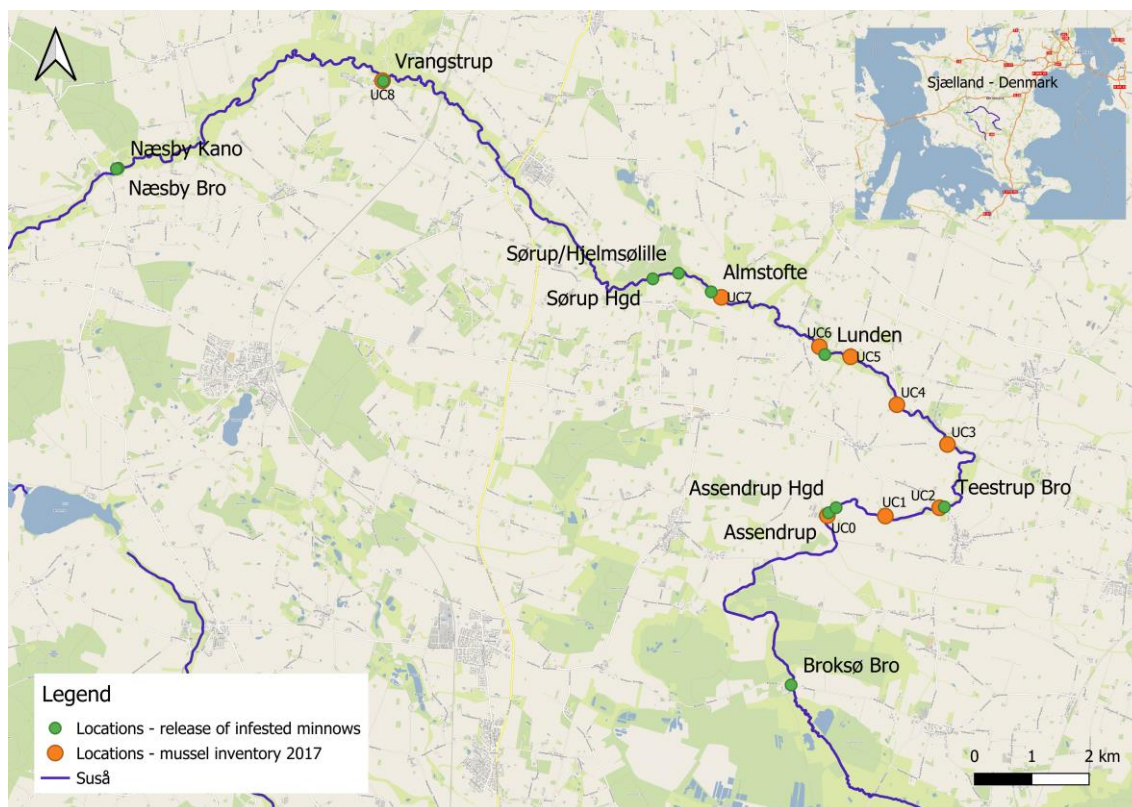 Vrangstrup
UC8
Sjælland - Denmark
Næsby Kano
Næsby Bro
Sørup/Hjelmsølille
Almstofte
Sørup Hgd
UC7
UC6
Lunden
UC5
UC4
UC3
Assendrup Hgd
UC1
UC2
Teestrup Bro
Assendrup
UC0
Broksø Bro
Legend
Locations - release of infested minnows
Locations - mussel inventory 2017
Suså
0 1 2 km